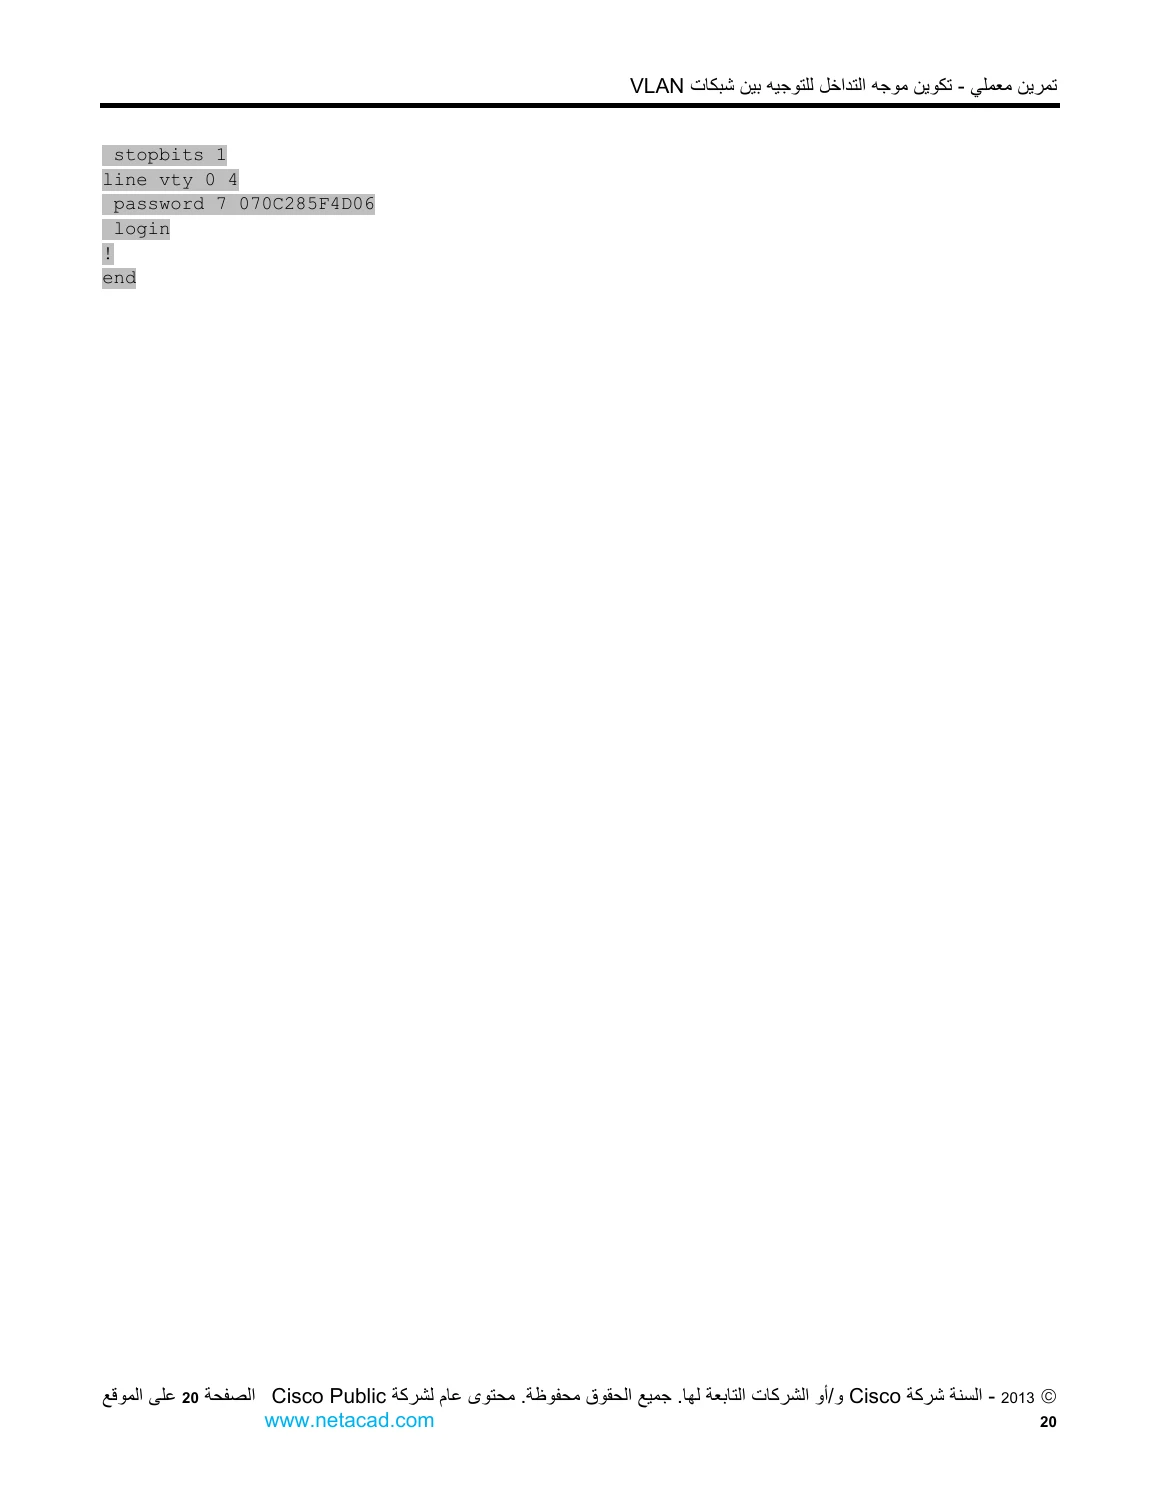 تمرين معملي - تكوين موجه التداخل للتوجيه بين شبكات VLAN
stopbits 1
line vty 0 4
password 7 070C285F4D06
login
!
end
© 2013 - السنة شركة Cisco و/أو الشركات التابعة لها. جميع الحقوق محفوظة. محتوى عام لشركة Cisco Public الصفحة 20 على الموقع
20 www.netacad.com